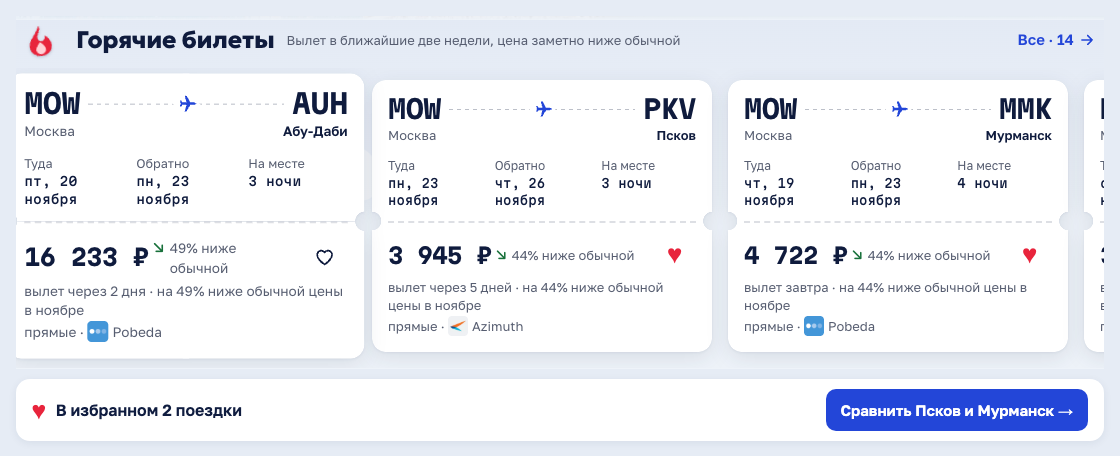 Горячие билеты Вылет в ближайшие две недели, цена заметно ниже обычной Все · 14 →
MOW AUH
Москва Абу-Даби
Туда Обратно На месте
пт, 20 пн, 23 3 ночи
ноября ноября
16 233 ₽ 49% ниже
обычной
вылет через 2 дня · на 49% ниже обычной цены
в ноябре
прямые · Pobeda
MOW PKV
Москва Псков
Туда Обратно На месте
пн, 23 чт, 26 3 ночи
ноября ноября
3 945 ₽ 44% ниже обычной
вылет через 5 дней · на 44% ниже обычной
цены в ноябре
прямые · Azimuth
MOW MMK
Москва Мурманск
Туда Обратно На месте
чт, 19 пн, 23 4 ночи
ноября ноября
4 722 ₽ 44% ниже обычной
вылет завтра · на 44% ниже обычной цены в
ноябре
прямые · Pobeda
В избранном 2 поездки Сравнить Псков и Мурманск →